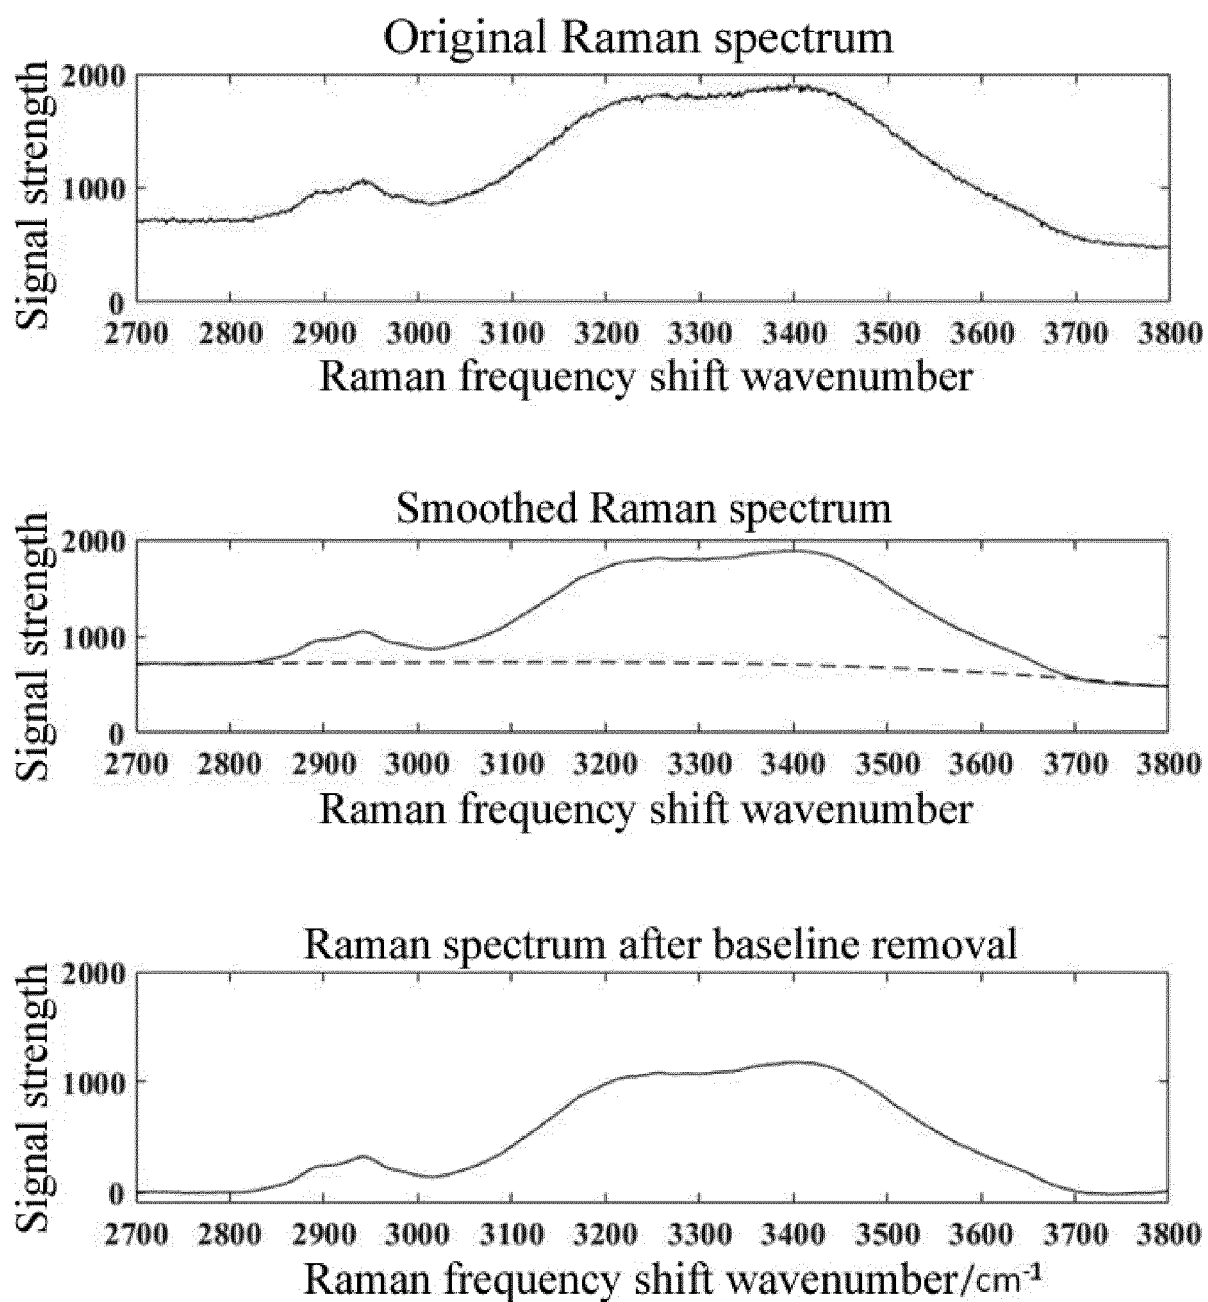 Original Raman spectrum
Signal strength
2000
1000
0
2700 2800 2900 3000 3100 3200 3300 3400 3500 3600 3700 3800
Raman frequency shift wavenumber
Smoothed Raman spectrum
Signal strength
2000
1000
0
2700 2800 2900 3000 3100 3200 3300 3400 3500 3600 3700 3800
Raman frequency shift wavenumber
Raman spectrum after baseline removal
Signal strength
2000
1000
0
2700 2800 2900 3000 3100 3200 3300 3400 3500 3600 3700 3800
Raman frequency shift wavenumber/cm⁻¹